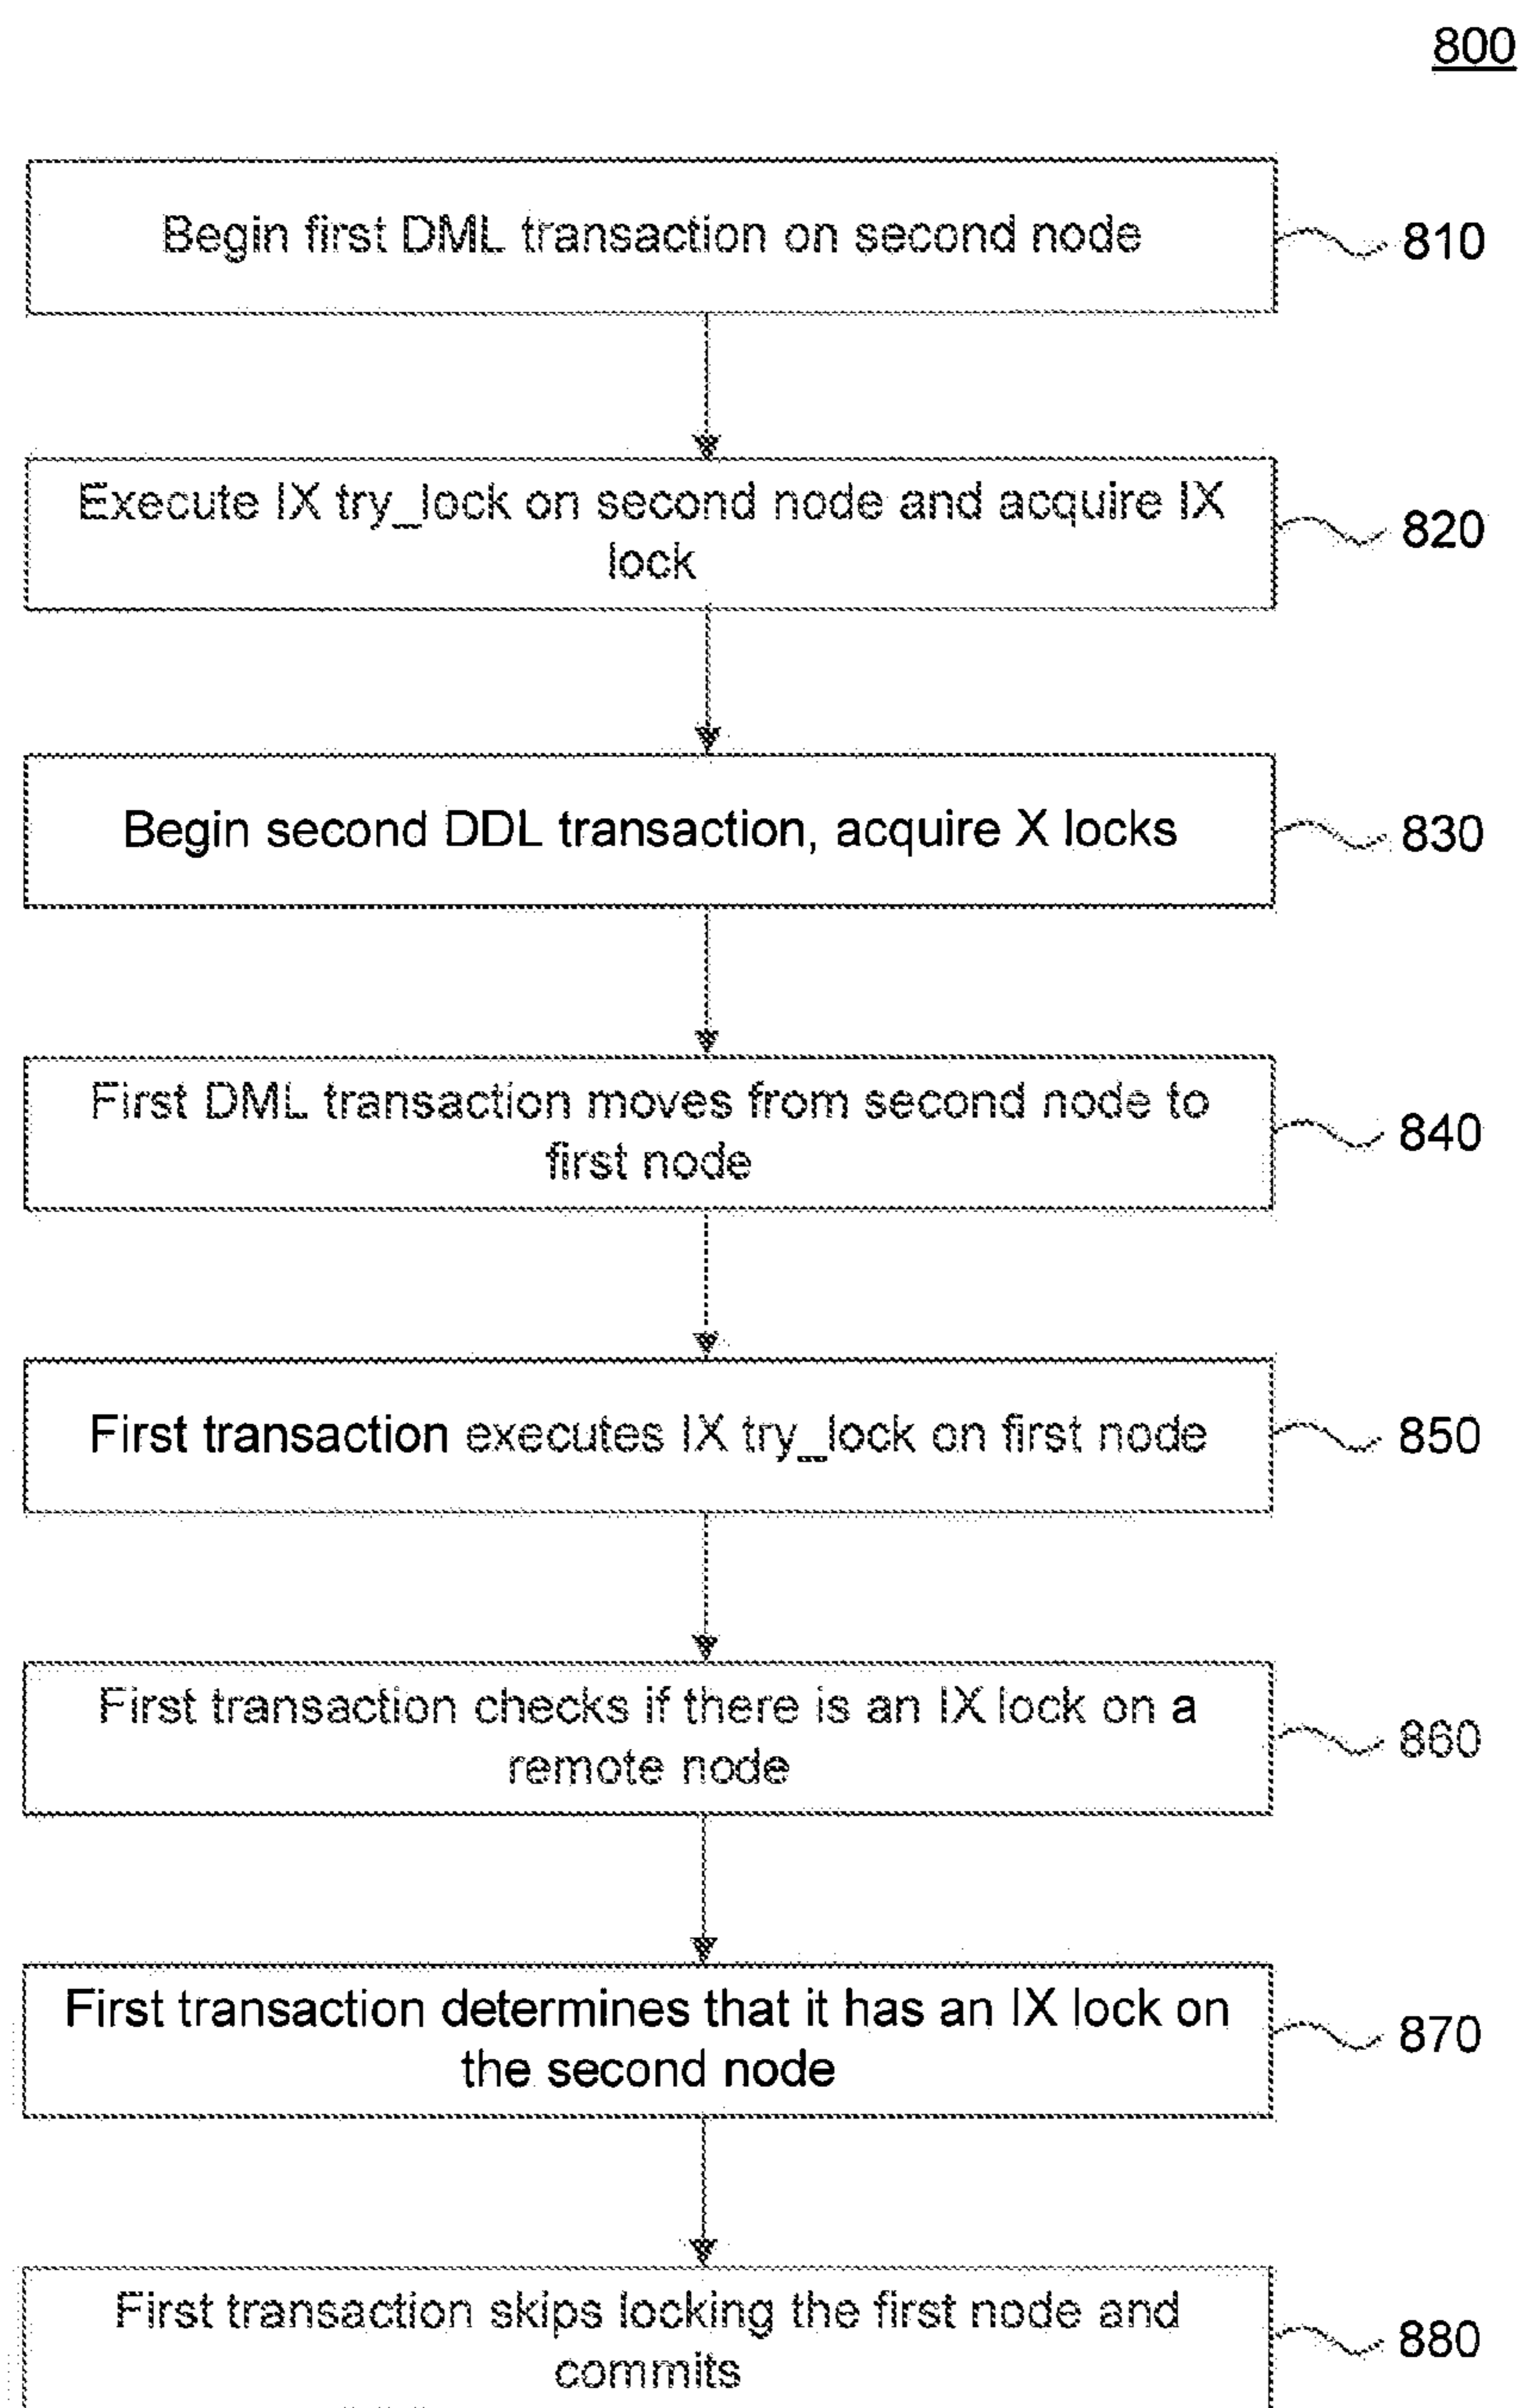 800
Begin first DML transaction on second node
810
Execute IX try_lock on second node and acquire IX
lock
820
Begin second DDL transaction, acquire X locks
830
First DML transaction moves from second node to
first node
840
First transaction executes IX try_lock on first node
850
First transaction checks if there is an IX lock on a
remote node
860
First transaction determines that it has an IX lock on
the second node
870
First transaction skips locking the first node and
commits
880